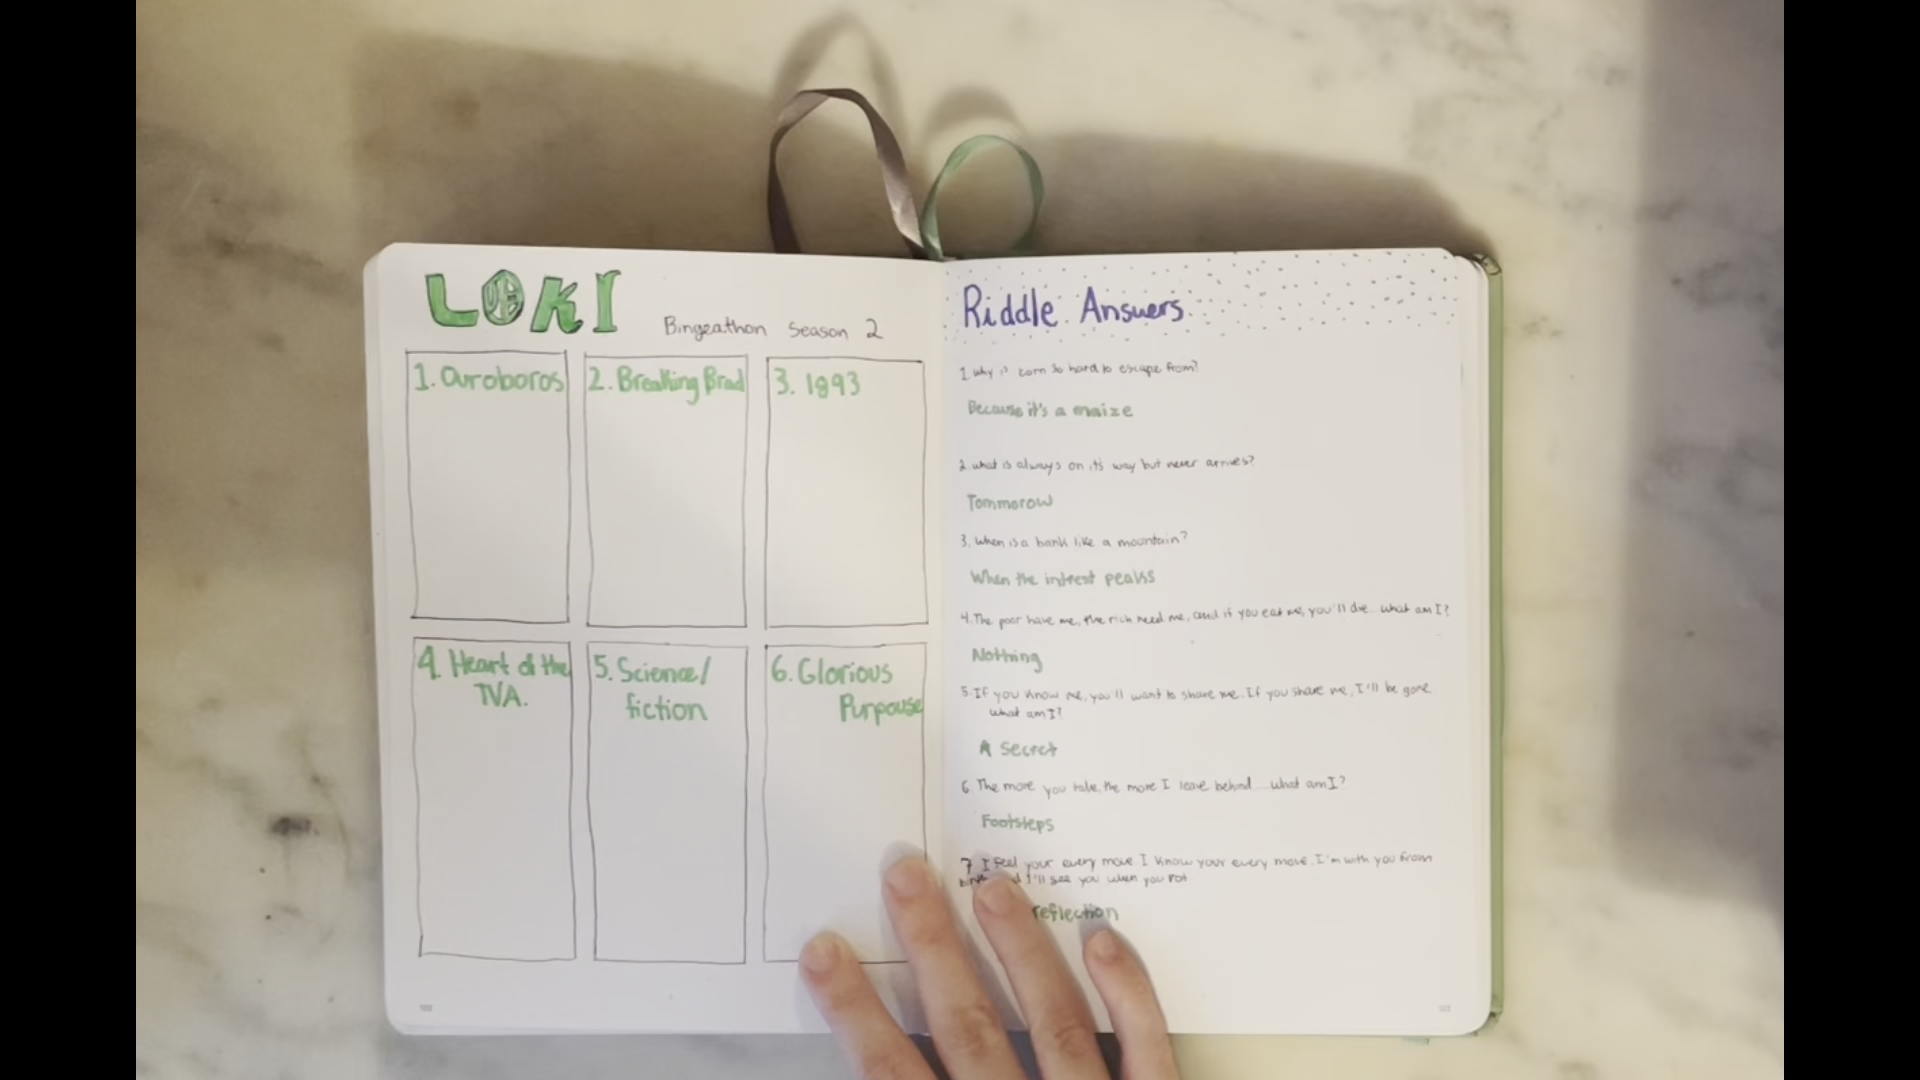 LOKI
Bingeathon Season 2
1. Ouroboros
2. Breaking Brad
3. 1893
4. Heart of the
TVA.
5. Science/
fiction
6. Glorious
Purpouse
Riddle Answers
1. why is corn so hard to escape from?
Because it's a maize
2. what is always on it's way but never arrives?
Tommorow
3. When is a bank like a mountain?
When the intrest peaks
4. The poor have me, the rich need me, and if you eat me, you'll die... what am I?
Nothing
5. If you know me, you'll want to share me. If you share me, I'll be gone.
what am I?
A secret
6. The more you take, the more I leave behind... what am I?
Footsteps
7. I feel your every move. I know your every move. I'm with you from
I'll see you when you rot
reflection